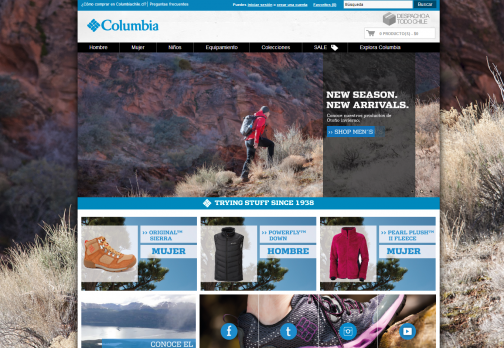 ¿Cómo comprar en Columbiachile.cl? | Preguntas frecuentes
Puedes iniciar sesión o crear una cuenta
Favoritos (0)
Búsqueda
Buscar
Columbia
DESPACHO A
TODO CHILE
0 PRODUCTO(S) - $0
Hombre Mujer Niños Equipamiento Colecciones SALE Explora Columbia
NEW SEASON.
NEW ARRIVALS.
Conoce nuestros productos de
Otoño Invierno.
>> SHOP MEN'S
TRYING STUFF SINCE 1938
>> ORIGINAL™
SIERRA
MUJER
>> POWERFLY™
DOWN
HOMBRE
>> PEARL PLUSH™
II FLEECE
MUJER
CONOCE EL